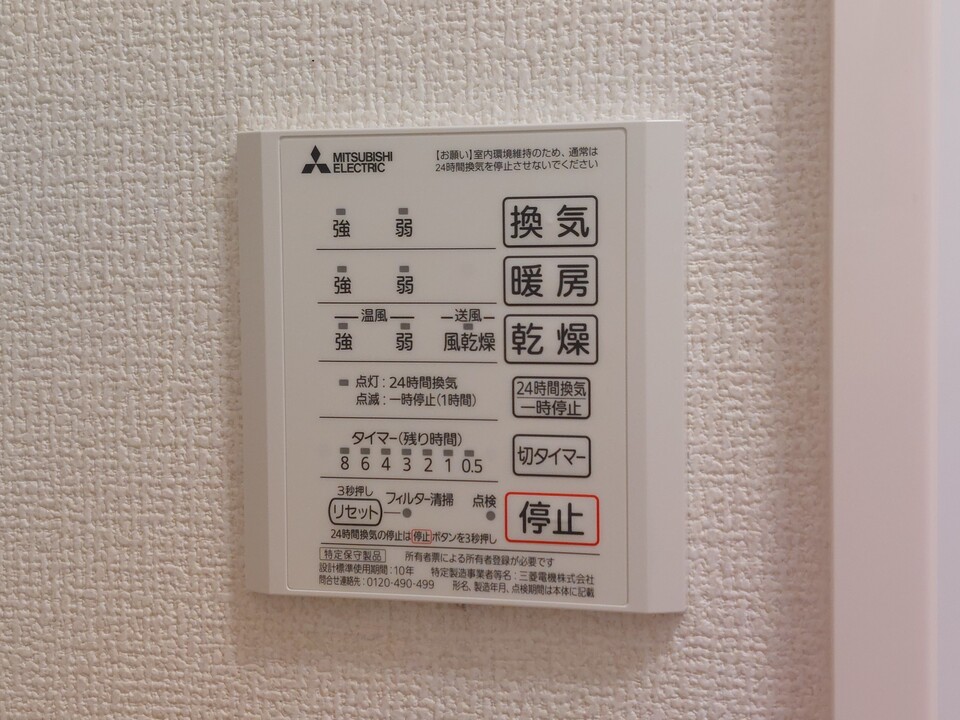 MITSUBISHI
ELECTRIC
【お願い】室内環境維持のため、通常は
24時間換気を停止させないでください
強 弱 換気
強 弱 暖房
温風 送風
強 弱 風乾燥 乾燥
点灯:24時間換気
点滅:一時停止(1時間)
24時間換気
一時停止
タイマー(残り時間)
8 6 4 3 2 1 0.5
切タイマー
3秒押し
リセット フィルター清掃 点検
停止
24時間換気の停止は停止ボタンを3秒押し
特定保守製品 所有者票による所有者登録が必要です
設計標準使用期間:10年 特定製造事業者等名:三菱電機株式会社
問合せ連絡先:0120-490-499 形名、製造年月、点検期間は本体に記載